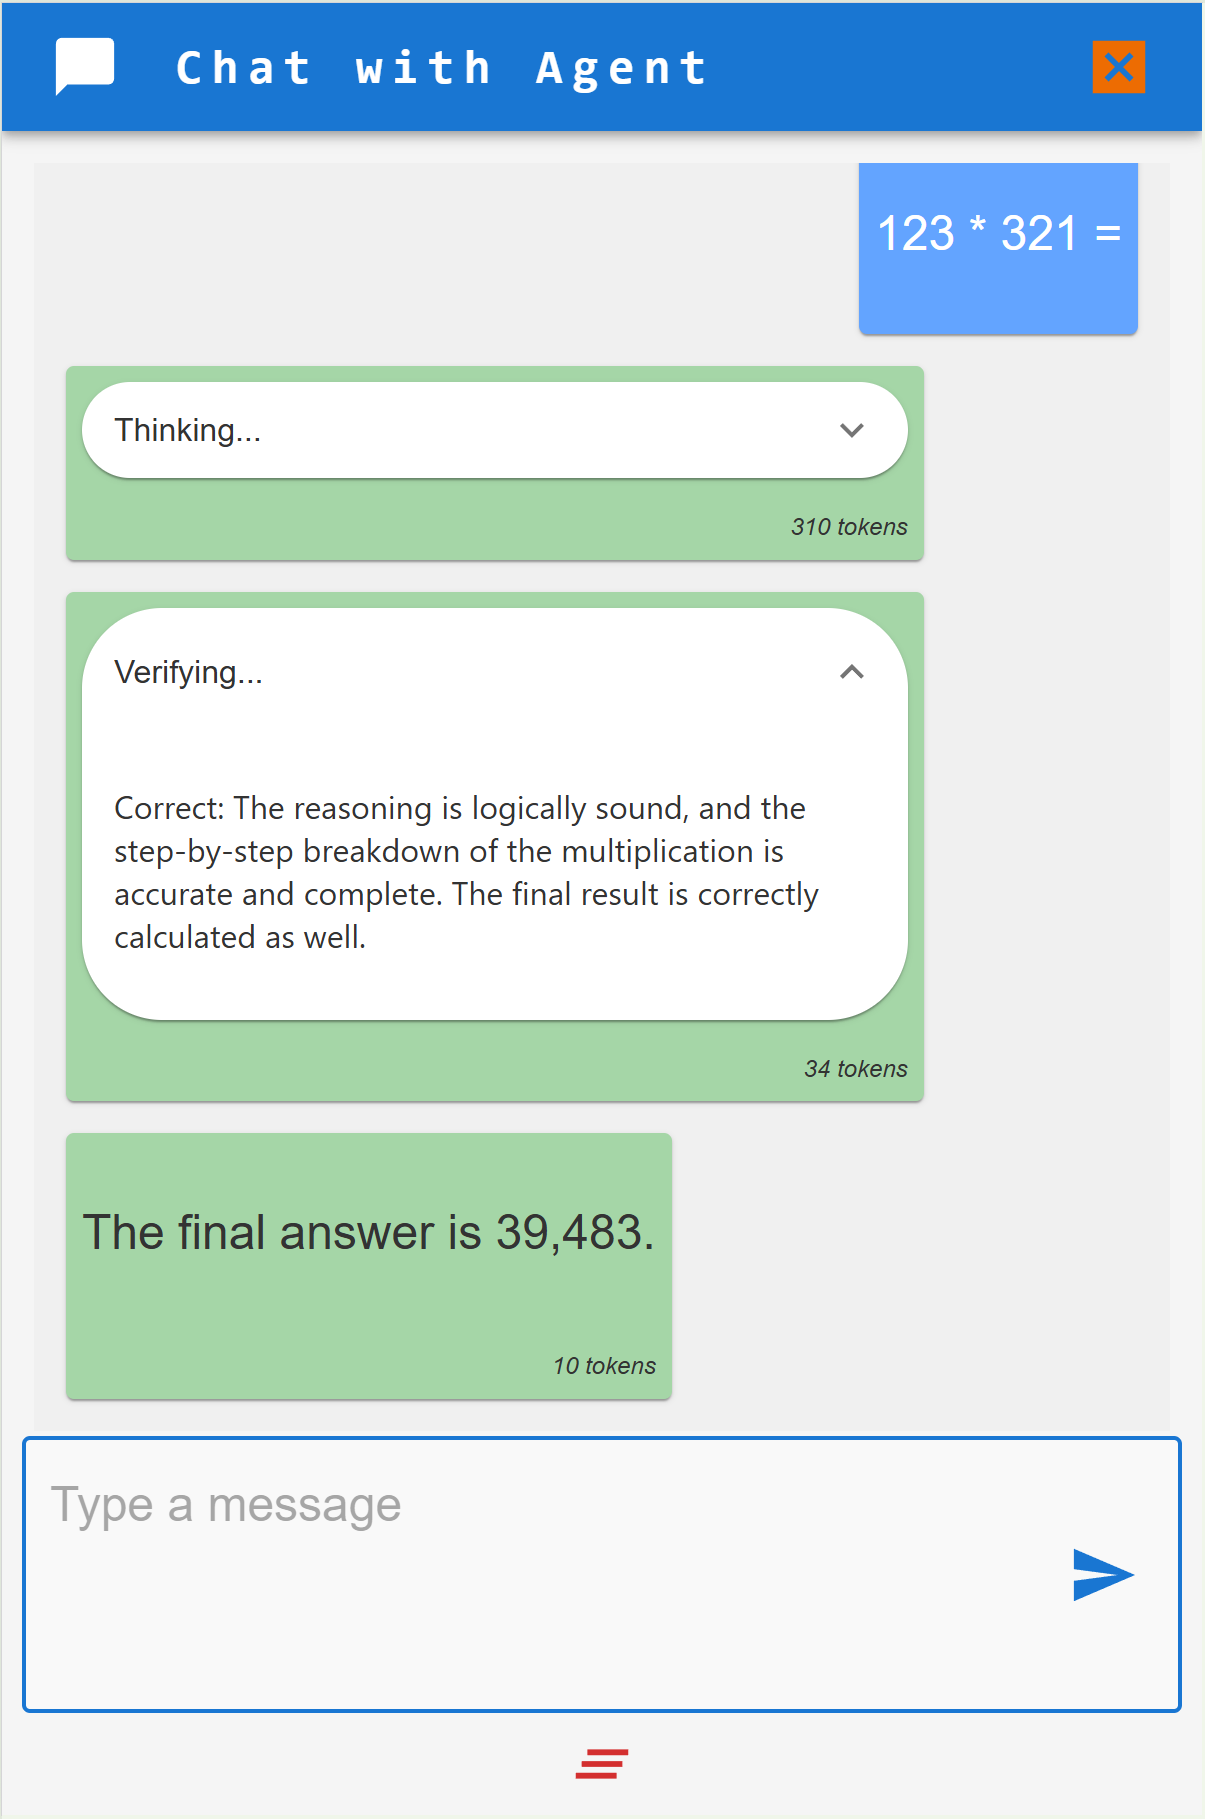 Chat with Agent
123 * 321 =
Thinking...
310 tokens
Verifying...
Correct: The reasoning is logically sound, and the
step-by-step breakdown of the multiplication is
accurate and complete. The final result is correctly
calculated as well.
34 tokens
The final answer is 39,483.
10 tokens
Type a message